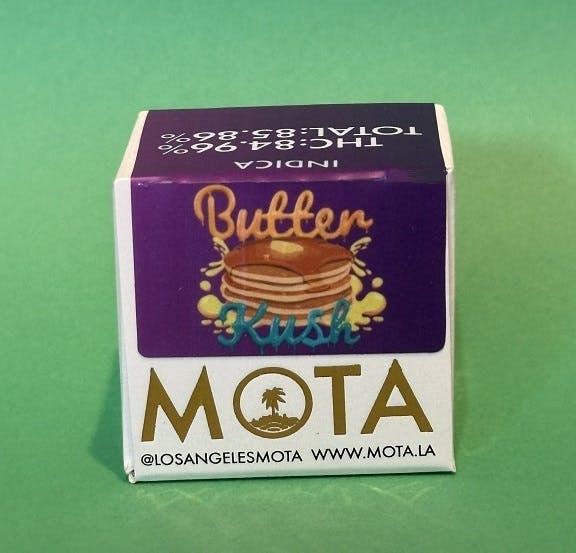 TOTAL:85.86%
THC:84.96%
INDICA
Butter
Kush
MOTA
@LOSANGELESMOTA WWW.MOTA.LA